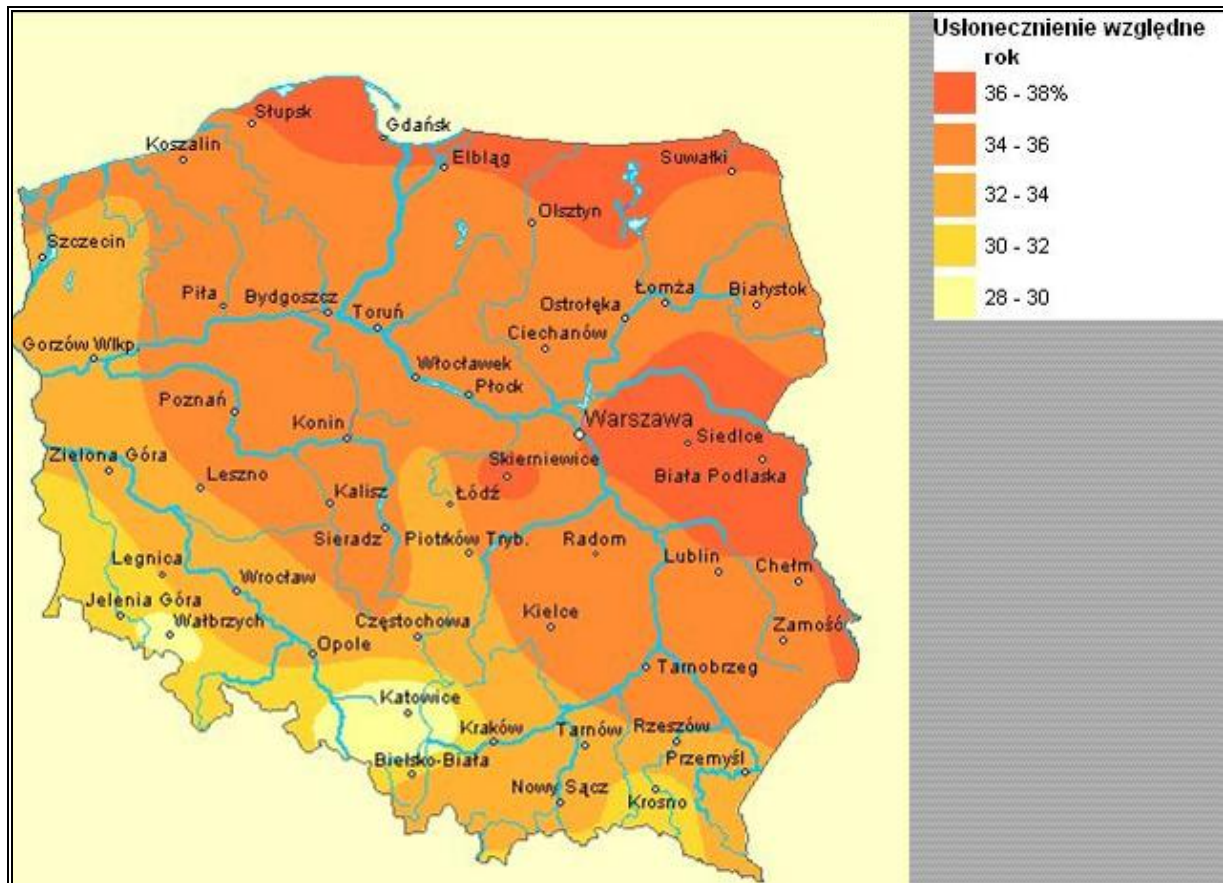 Usłonecznienie względne
rok
36 - 38%
34 - 36
32 - 34
30 - 32
28 - 30
Słupsk
Gdańsk
Koszalin
Elbląg
Suwałki
Olsztyn
Szczecin
Piła
Bydgoszcz
Toruń
Ostrołęka
Łomża
Białystok
Ciechanów
Gorzów Wlkp.
Włocławek
Płock
Poznań
Konin
Warszawa
Siedlce
Zielona Góra
Leszno
Skierniewice
Biała Podlaska
Kalisz
Łódź
Sieradz
Piotrków Tryb.
Radom
Lublin
Chełm
Legnica
Wrocław
Jelenia Góra
Wałbrzych
Kielce
Zamość
Częstochowa
Opole
Tarnobrzeg
Katowice
Kraków
Tarnów
Rzeszów
Przemyśl
Bielsko-Biała
Nowy Sącz
Krosno